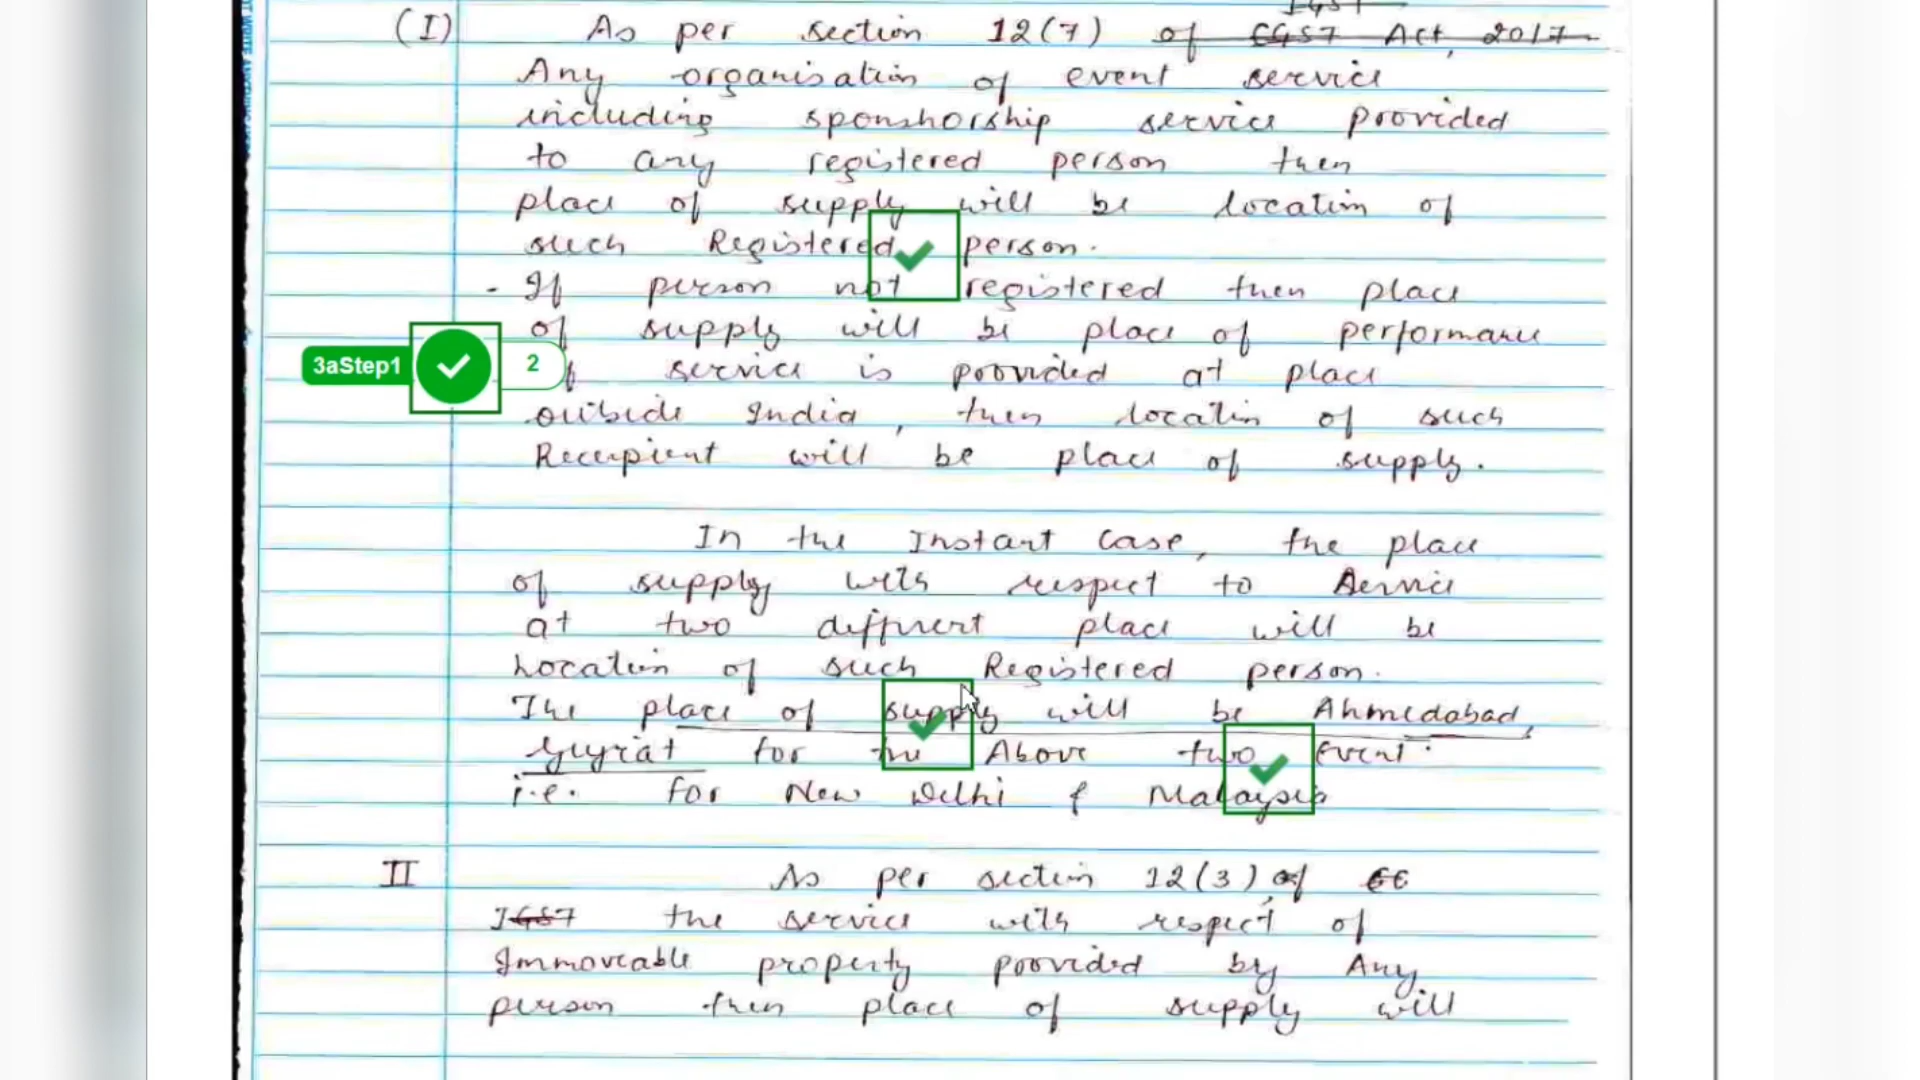 IGST
(I) As per section 12(7) of CGST Act, 2017
Any organisation of event service
including sponshorship service provided
to any registered person then
place of supply will be location of
such Registered person.
- If person not registered then place
of supply will be place of performance
3aStep1 2 If service is provided at place
outside India, then location of such
Recepient will be place of supply.
In the Instant Case, the place
of supply with respect to Service
at two different place will be
Location of such Registered person.
The place of supply will be Ahmedabad,
Gujrat for the Above two Event.
i.e. for New Delhi & Malaysia
II As per section 12(3) of
IGST the service with respect of
Immoveable property provided by Any
person then place of supply will